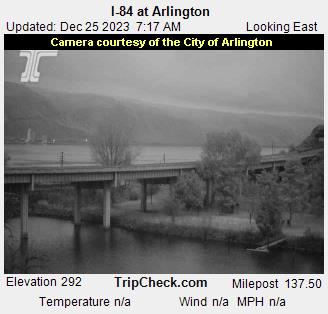 I-84 at Arlington
Updated: Dec 25 2023 7:17 AM Looking East
Camera courtesy of the City of Arlington
Elevation 292 TripCheck.com Milepost 137.50
Temperature n/a Wind n/a MPH n/a